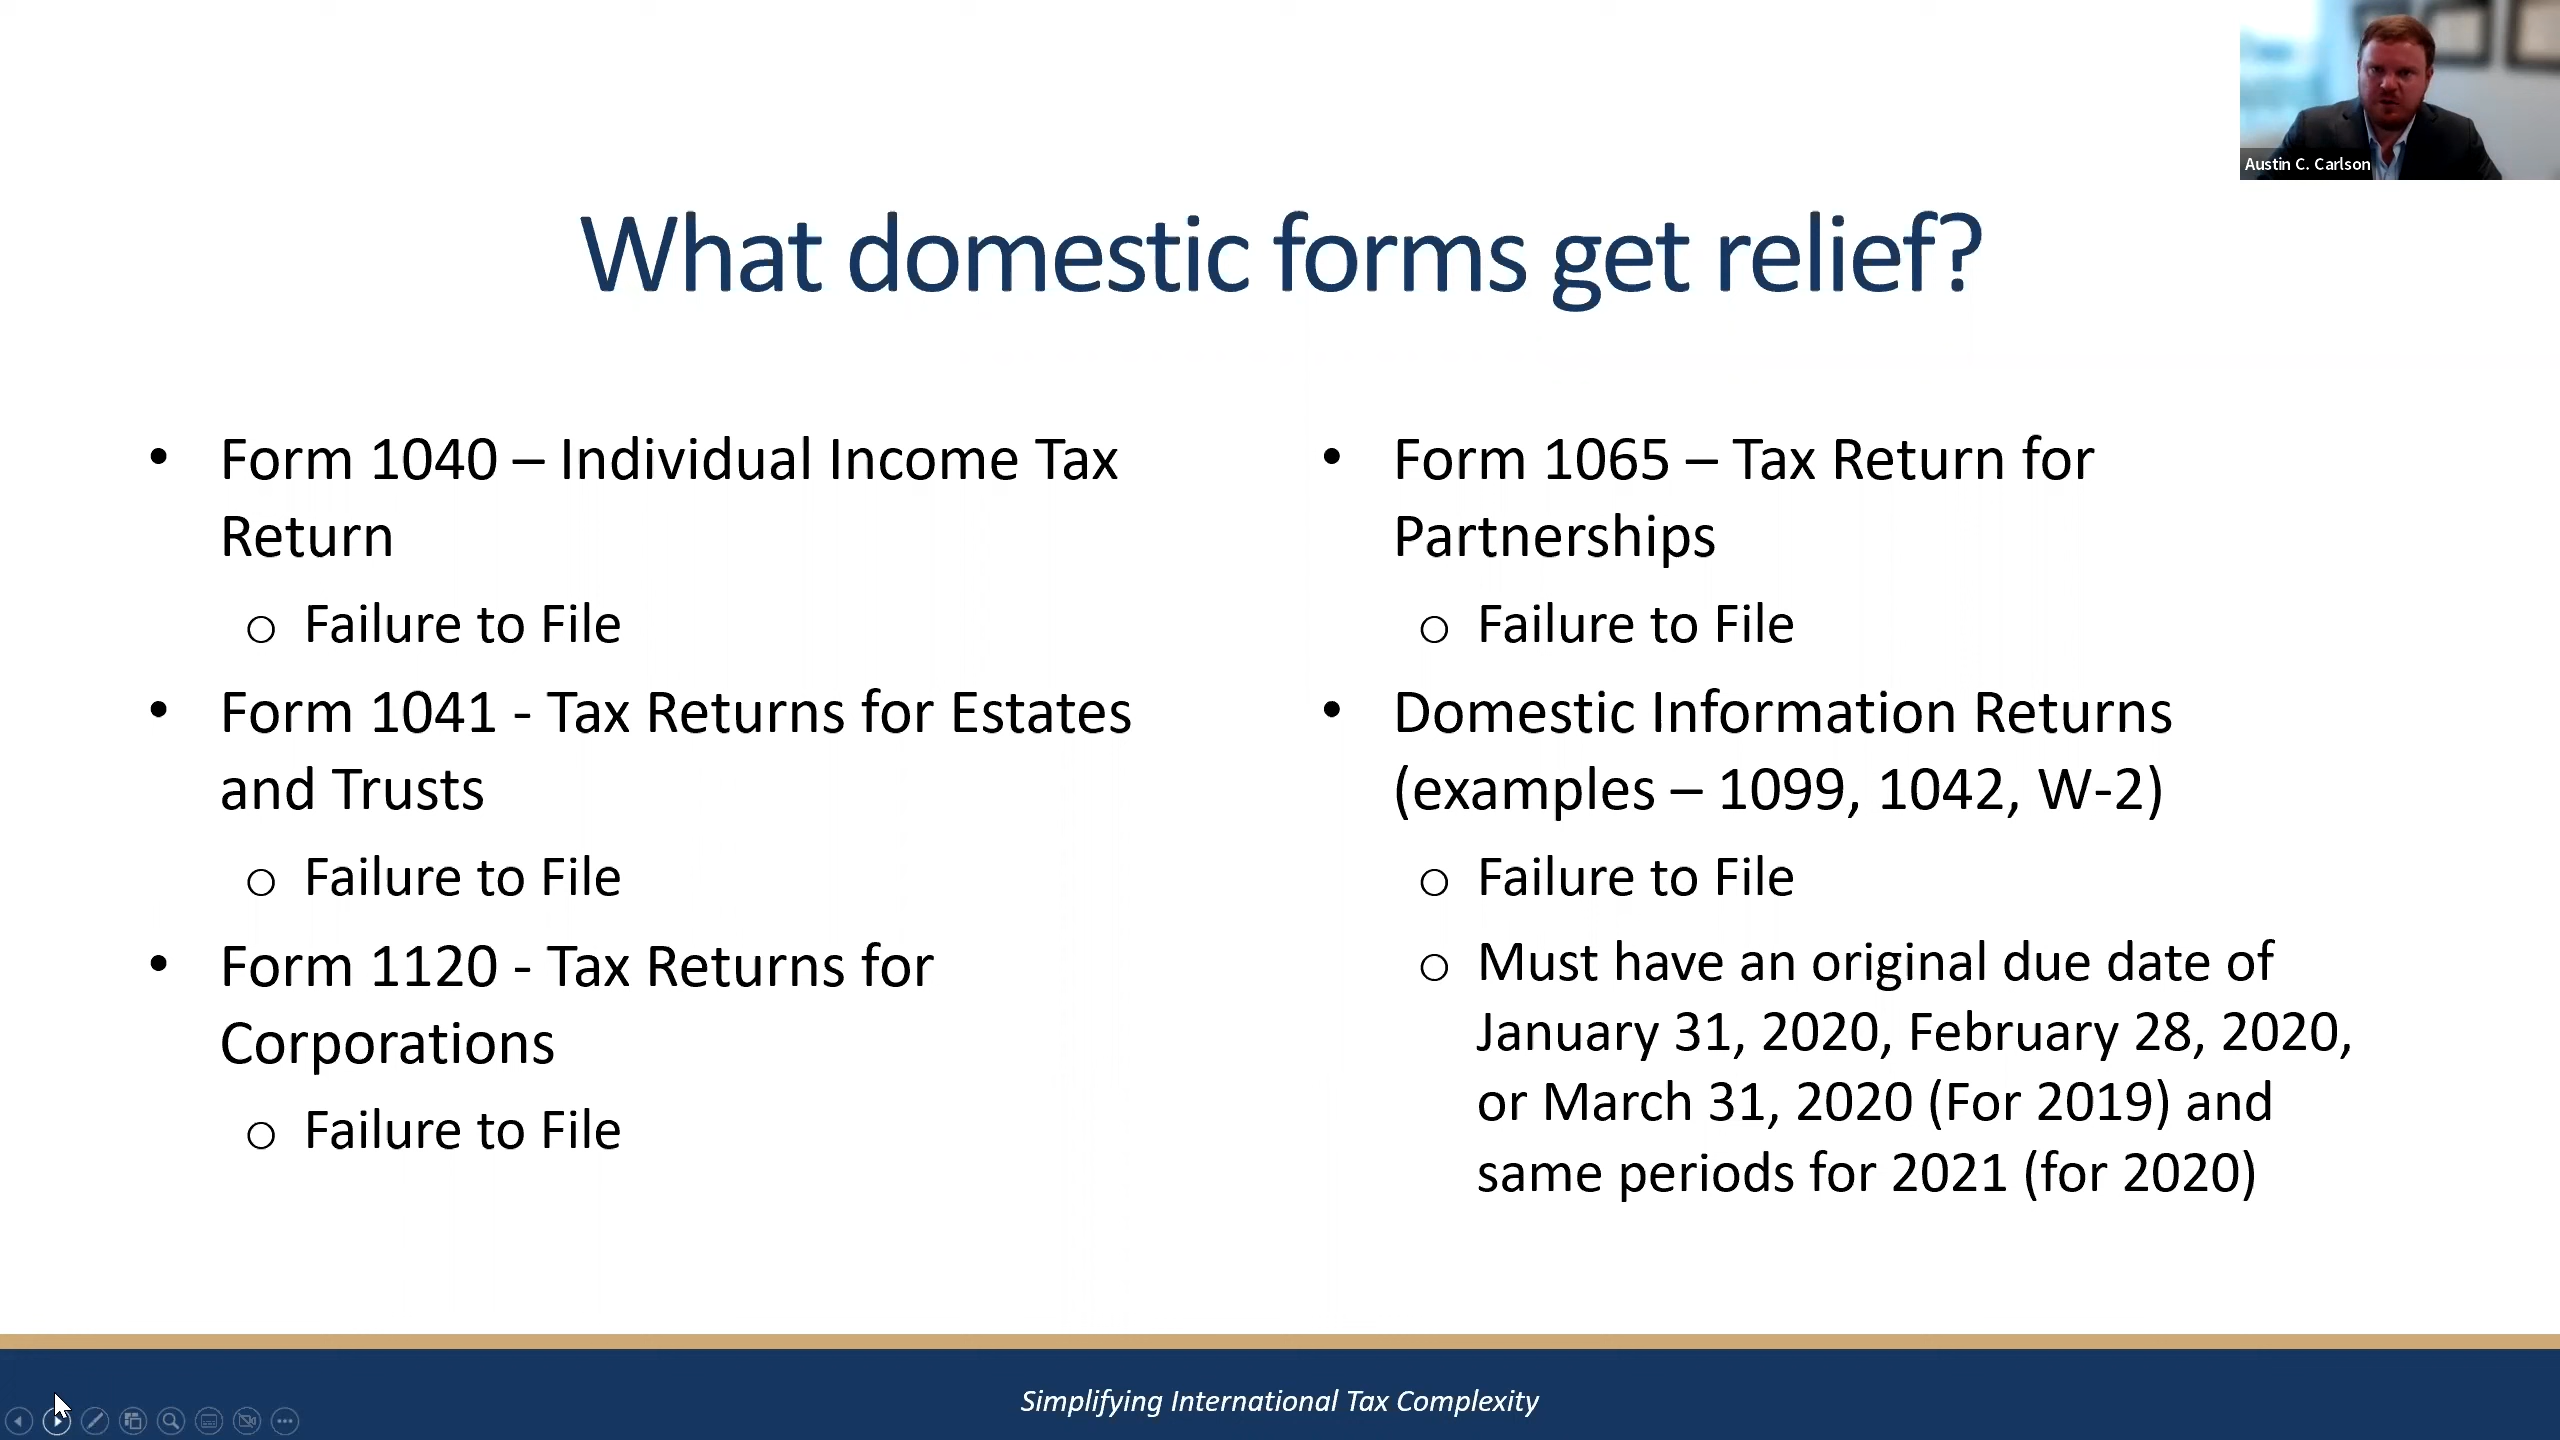 Austin C. Carlson
What domestic forms get relief?
• Form 1040 – Individual Income Tax
Return
o Failure to File
• Form 1041 - Tax Returns for Estates
and Trusts
o Failure to File
• Form 1120 - Tax Returns for
Corporations
o Failure to File
• Form 1065 – Tax Return for
Partnerships
o Failure to File
• Domestic Information Returns
(examples – 1099, 1042, W-2)
o Failure to File
o Must have an original due date of
January 31, 2020, February 28, 2020,
or March 31, 2020 (For 2019) and
same periods for 2021 (for 2020)
Simplifying International Tax Complexity